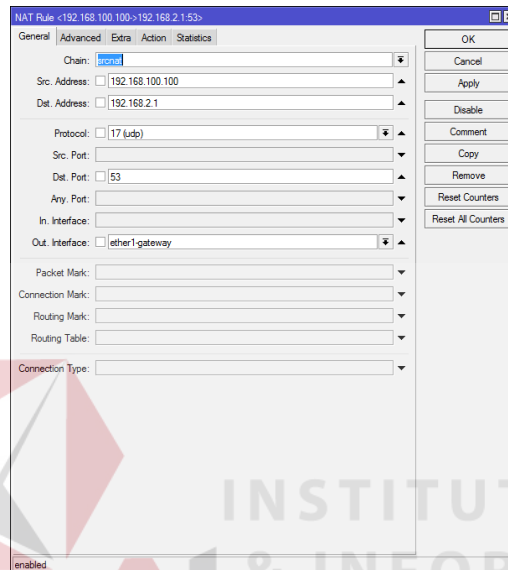 NAT Rule <192.168.100.100->192.168.2.1:53>
General Advanced Extra Action Statistics
Chain: srcnat
Src. Address: 192.168.100.100
Dst. Address: 192.168.2.1
Protocol: 17 (udp)
Src. Port:
Dst. Port: 53
Any. Port:
In. Interface:
Out. Interface: ether1-gateway
Packet Mark:
Connection Mark:
Routing Mark:
Routing Table:
Connection Type:
enabled
OK
Cancel
Apply
Disable
Comment
Copy
Remove
Reset Counters
Reset All Counters
INSTITUT
& INFOR